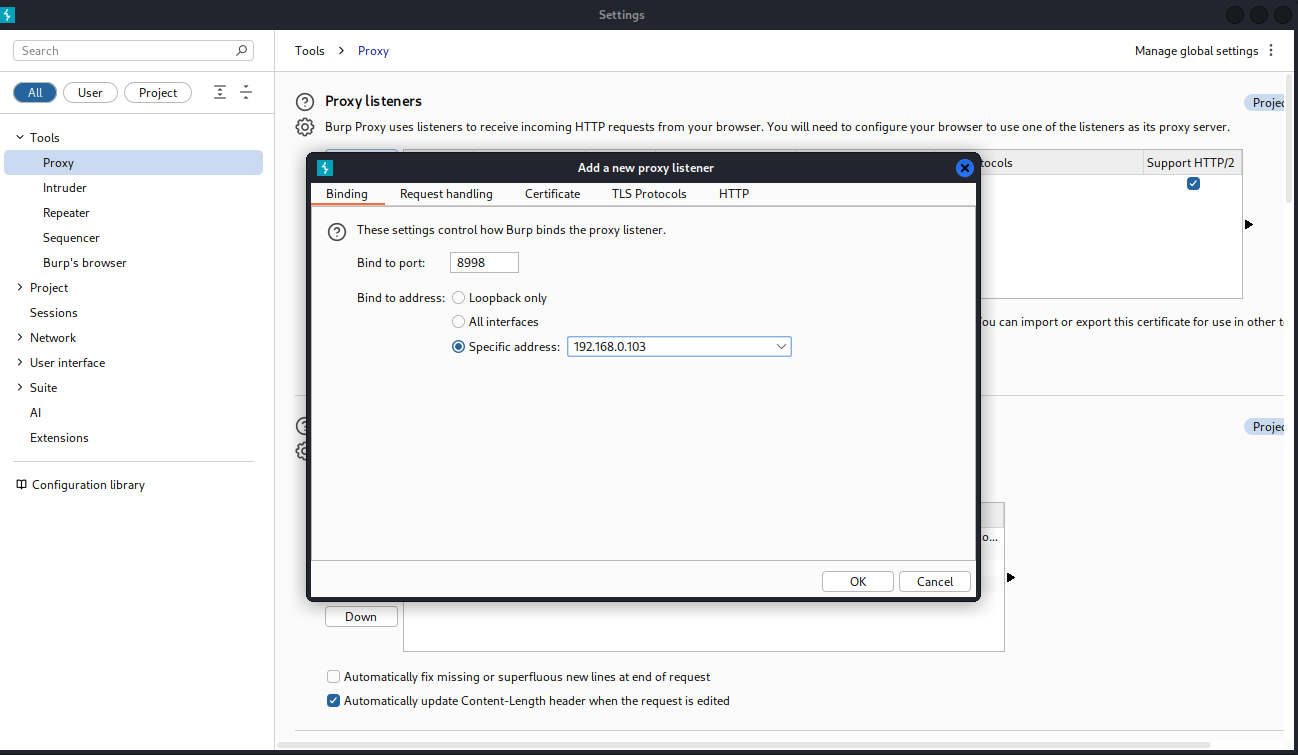 Settings
Search
Tools > Proxy
Manage global settings
All User Project
Proxy listeners
Projec
Burp Proxy uses listeners to receive incoming HTTP requests from your browser. You will need to configure your browser to use one of the listeners as its proxy server.
Tools
Proxy
Intruder
Repeater
Sequencer
Burp's browser
Project
Sessions
Network
User interface
Suite
AI
Extensions
Configuration library
tocols
Support HTTP/2
Add a new proxy listener
Binding Request handling Certificate TLS Protocols HTTP
These settings control how Burp binds the proxy listener.
Bind to port: 8998
Bind to address: Loopback only
All interfaces
Specific address: 192.168.0.103
OK Cancel
You can import or export this certificate for use in other t
Projec
o...
Down
Automatically fix missing or superfluous new lines at end of request
Automatically update Content-Length header when the request is edited